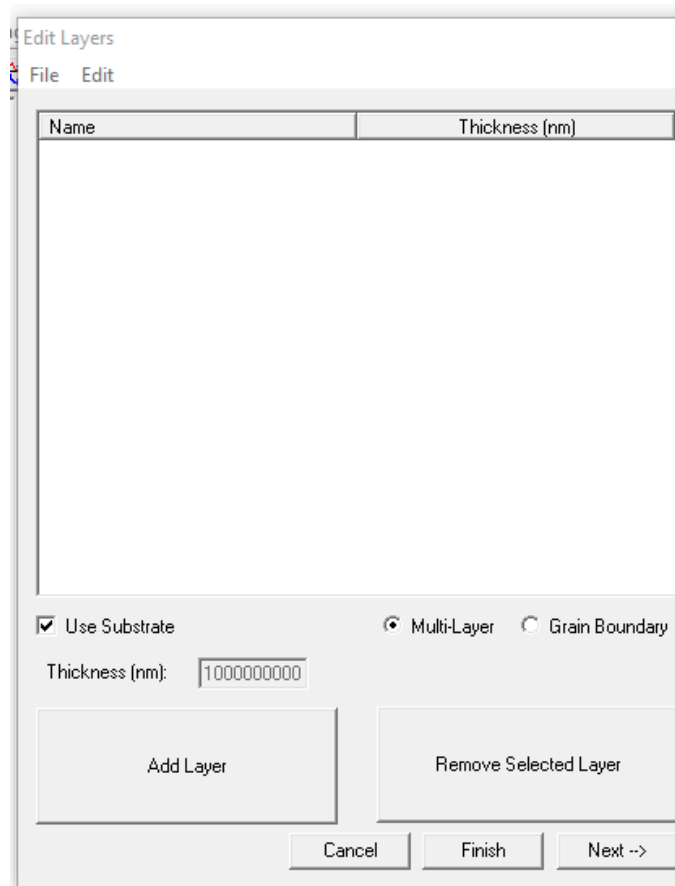 Edit Layers
File Edit
Name Thickness (nm)
Use Substrate Multi-Layer Grain Boundary
Thickness (nm): 1000000000
Add Layer Remove Selected Layer
Cancel Finish Next -->